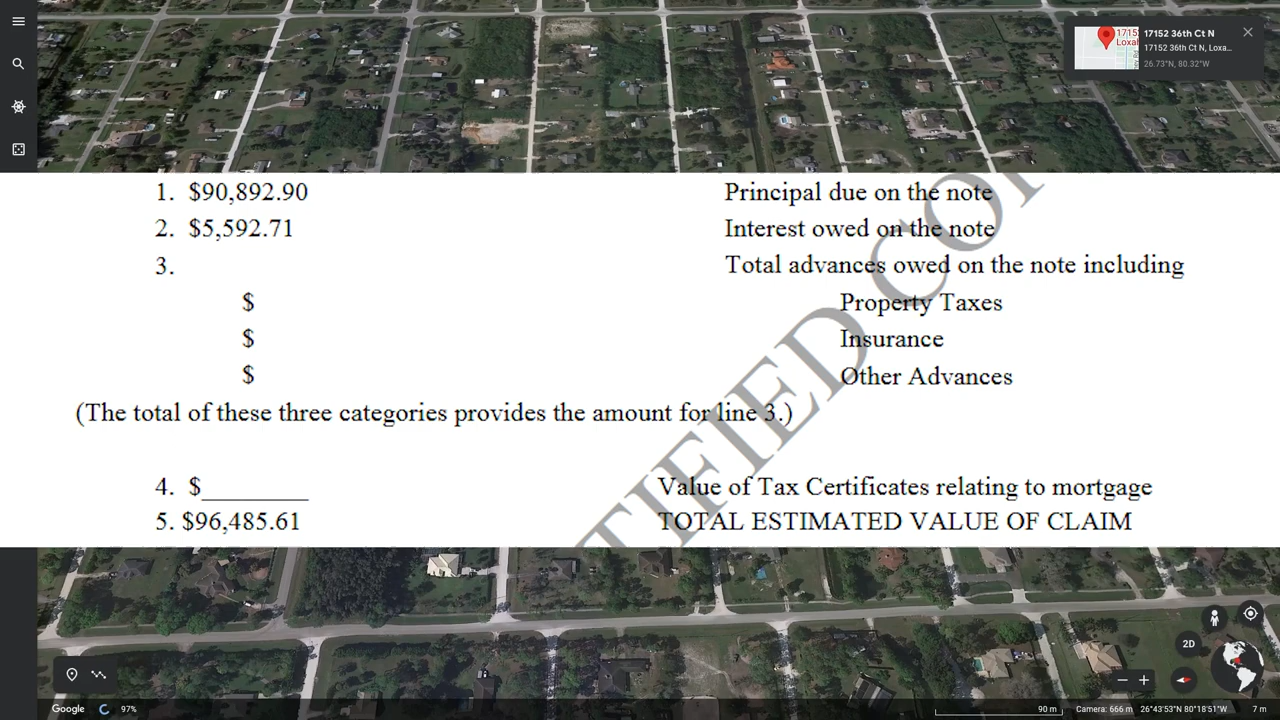 17152 36th Ct N
17152 36th Ct N, Loxa...
26.73°N, 80.32°W
1. $90,892.90 Principal due on the note
2. $5,592.71 Interest owed on the note
3. Total advances owed on the note including
$ Property Taxes
$ Insurance
$ Other Advances
(The total of these three categories provides the amount for line 3.)
4. $________ Value of Tax Certificates relating to mortgage
5. $96,485.61 TOTAL ESTIMATED VALUE OF CLAIM
2D
Google 97% 90 m Camera: 666 m 26°43'53"N 80°18'51"W 7 m